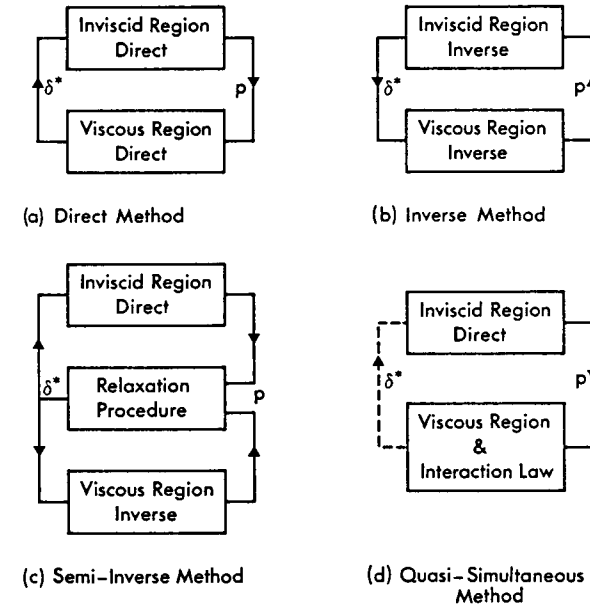 Inviscid Region
Direct
δ*
p
Viscous Region
Direct
(a) Direct Method
Inviscid Region
Inverse
δ*
p
Viscous Region
Inverse
(b) Inverse Method
Inviscid Region
Direct
δ*
Relaxation
Procedure
p
Viscous Region
Inverse
(c) Semi-Inverse Method
Inviscid Region
Direct
δ*
p
Viscous Region
&
Interaction Law
(d) Quasi-Simultaneous
Method